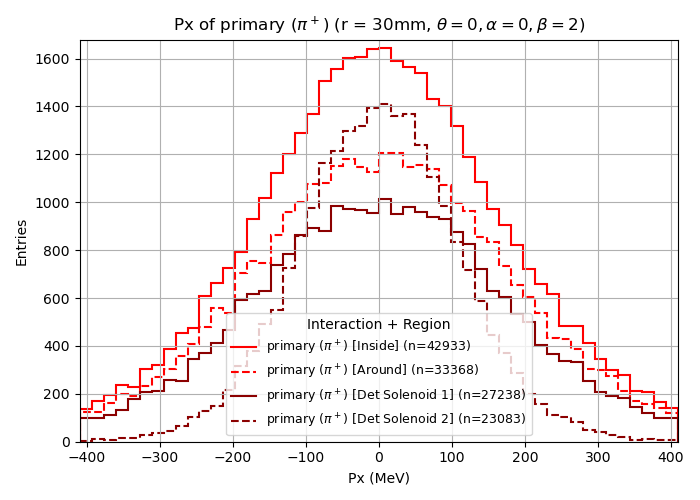 Px of primary (π⁺) (r = 30mm, θ = 0, α = 0, β = 2)
Entries
1600
1400
1200
1000
800
600
400
200
0
Interaction + Region
primary (π⁺) [Inside] (n=42933)
primary (π⁺) [Around] (n=33368)
primary (π⁺) [Det Solenoid 1] (n=27238)
primary (π⁺) [Det Solenoid 2] (n=23083)
−400 −300 −200 −100 0 100 200 300 400
Px (MeV)